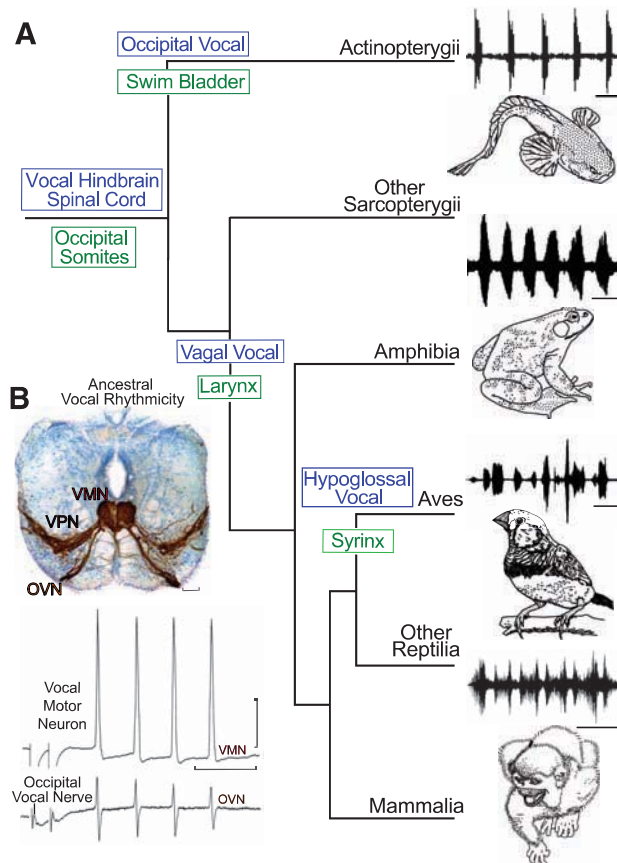 A
Occipital Vocal
Swim Bladder
Actinopterygii
Vocal Hindbrain
Spinal Cord
Occipital
Somites
Other
Sarcopterygii
Vagal Vocal
Larynx
Amphibia
B
Ancestral
Vocal Rhythmicity
VMN
VPN
OVN
Hypoglossal
Vocal
Aves
Syrinx
Other
Reptilia
Vocal
Motor
Neuron
VMN
Occipital
Vocal Nerve
OVN
Mammalia